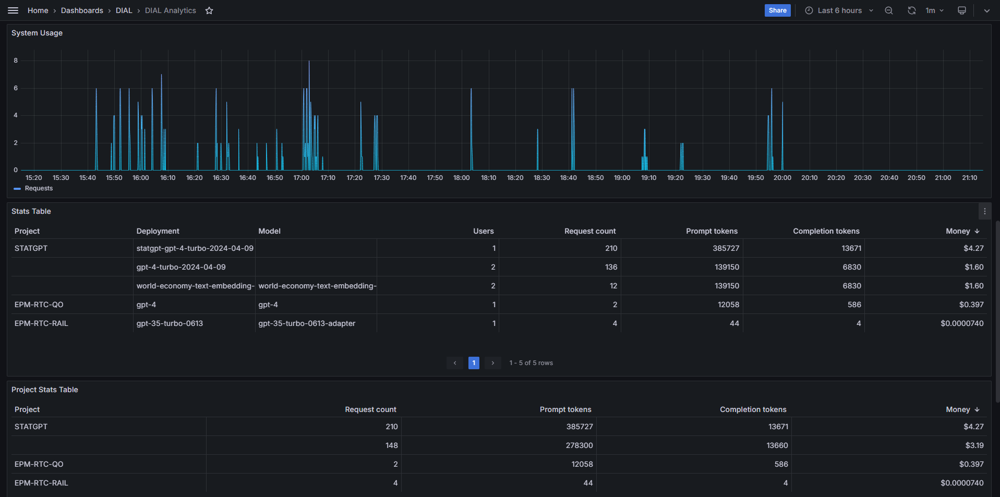 Home › Dashboards › DIAL › DIAL Analytics Share Last 6 hours 1m
System Usage
8
6
4
2
0
15:20 15:30 15:40 15:50 16:00 16:10 16:20 16:30 16:40 16:50 17:00 17:10 17:20 17:30 17:40 17:50 18:00 18:10 18:20 18:30 18:40 18:50 19:00 19:10 19:20 19:30 19:40 19:50 20:00 20:10 20:20 20:30 20:40 20:50 21:00 21:10
Requests
Stats Table
Project Deployment Model Users Request count Prompt tokens Completion tokens Money ↓
STATGPT statgpt-gpt-4-turbo-2024-04-09 1 210 385727 13671 $4.27
gpt-4-turbo-2024-04-09 2 136 139150 6830 $1.60
world-economy-text-embedding- world-economy-text-embedding- 2 12 139150 6830 $1.60
EPM-RTC-QO gpt-4 gpt-4 1 2 12058 586 $0.397
EPM-RTC-RAIL gpt-35-turbo-0613 gpt-35-turbo-0613-adapter 1 4 44 4 $0.0000740
‹ 1 › 1 - 5 of 5 rows
Project Stats Table
Project Request count Prompt tokens Completion tokens Money ↓
STATGPT 210 385727 13671 $4.27
148 278300 13660 $3.19
EPM-RTC-QO 2 12058 586 $0.397
EPM-RTC-RAIL 4 44 4 $0.0000740